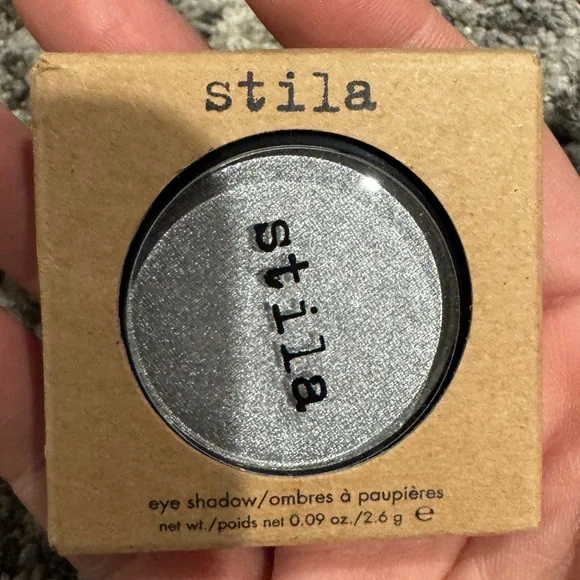 stila
stila
eye shadow/ombres à paupières
net wt./poids net 0.09 oz./2.6 g ℮